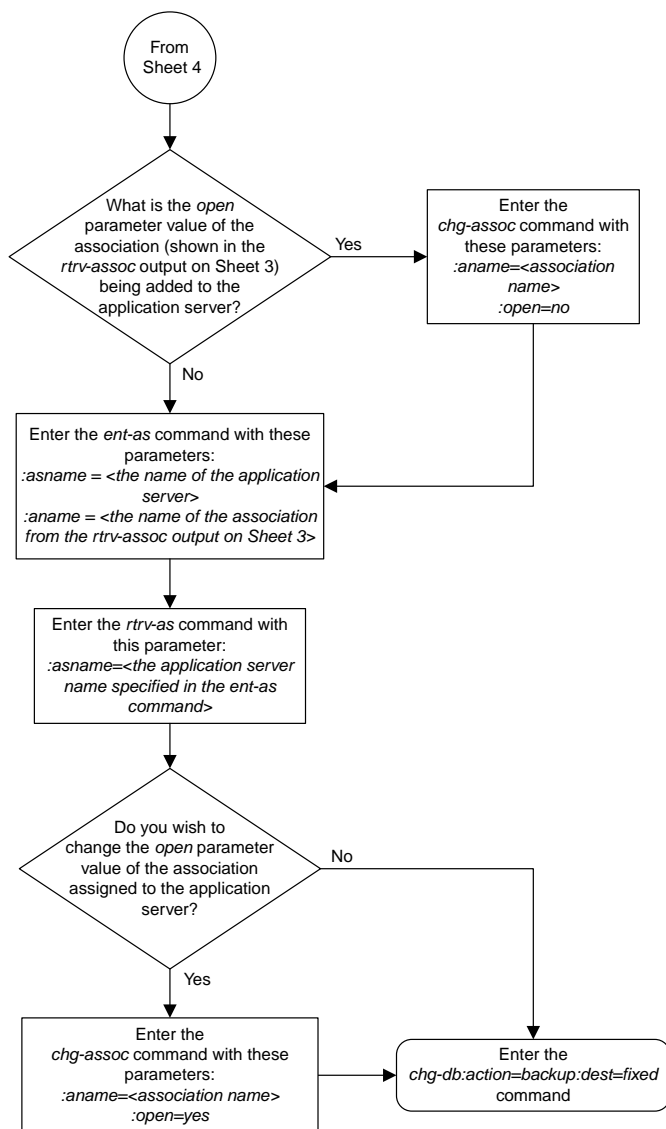 From
Sheet 4
What is the open
parameter value of the
association (shown in the
rtrv-assoc output on Sheet 3)
being added to the
application server?
Yes
Enter the
chg-assoc command with
these parameters:
:aname=<association
name>
:open=no
No
Enter the ent-as command with these
parameters:
:asname = <the name of the application
server>
:aname = <the name of the association
from the rtrv-assoc output on Sheet 3>
Enter the rtrv-as command with
this parameter:
:asname=<the application server
name specified in the ent-as
command>
Do you wish to
change the open parameter
value of the association
assigned to the application
server?
No
Yes
Enter the
chg-assoc command with these
parameters:
:aname=<association name>
:open=yes
Enter the
chg-db:action=backup:dest=fixed
command